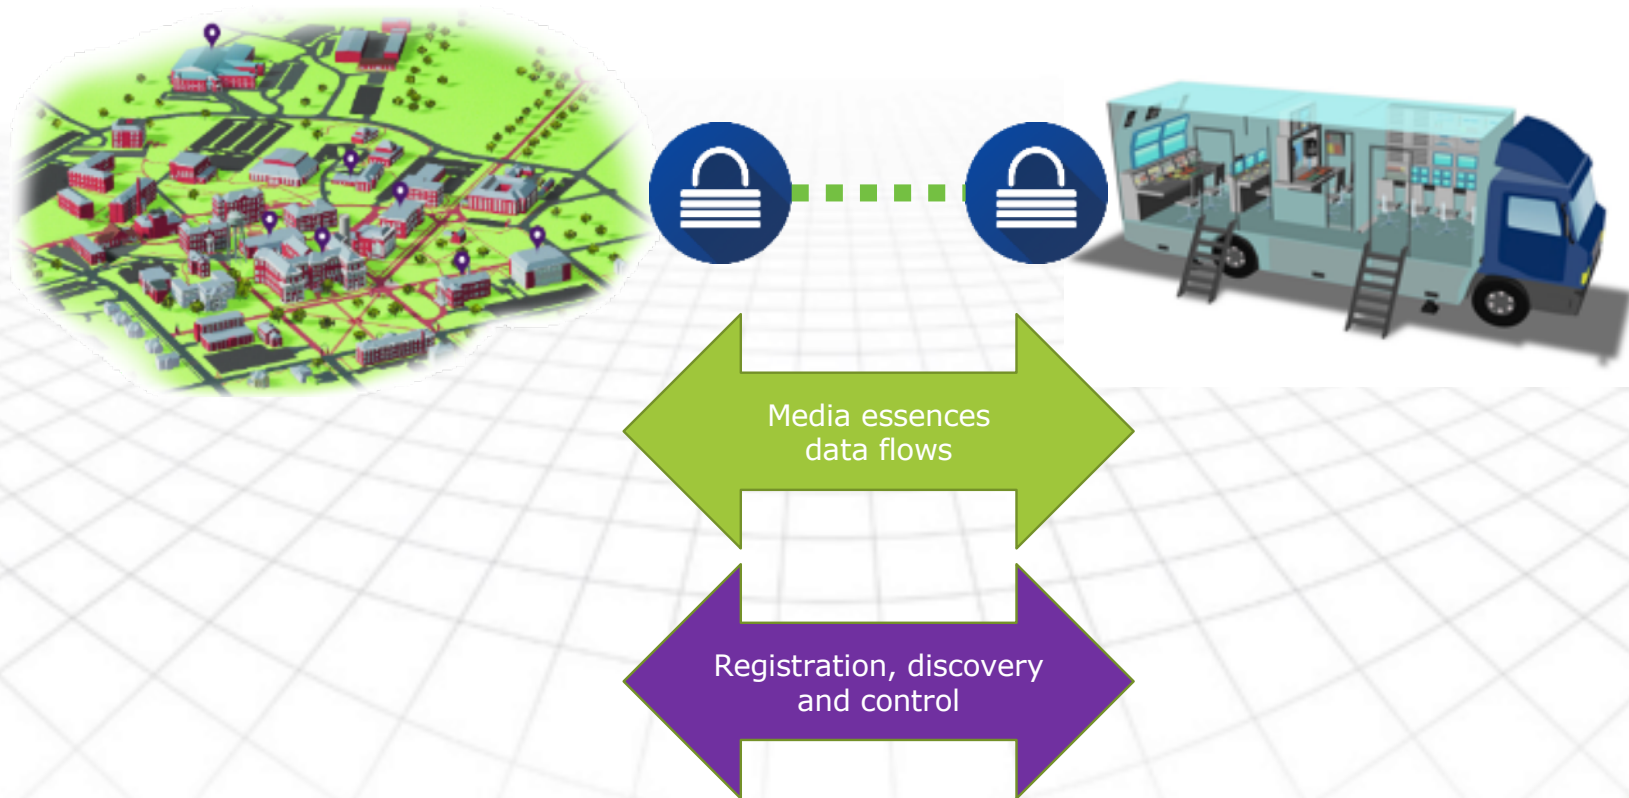 Media essences
data flows
Registration, discovery
and control